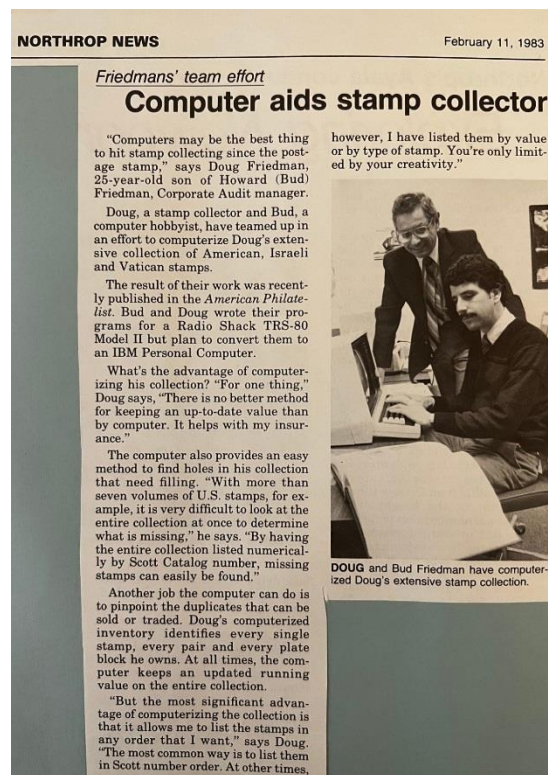 NORTHROP NEWS
February 11, 1983
Friedmans' team effort
Computer aids stamp collector
"Computers may be the best thing
to hit stamp collecting since the post-
age stamp," says Doug Friedman,
25-year-old son of Howard (Bud)
Friedman, Corporate Audit manager.
Doug, a stamp collector and Bud, a
computer hobbyist, have teamed up in
an effort to computerize Doug's exten-
sive collection of American, Israeli
and Vatican stamps.
The result of their work was recent-
ly published in the American Philate-
list. Bud and Doug wrote their pro-
grams for a Radio Shack TRS-80
Model II but plan to convert them to
an IBM Personal Computer.
What's the advantage of computer-
izing his collection? "For one thing,"
Doug says, "There is no better method
for keeping an up-to-date value than
by computer. It helps with my insur-
ance."
The computer also provides an easy
method to find holes in his collection
that need filling. "With more than
seven volumes of U.S. stamps, for ex-
ample, it is very difficult to look at the
entire collection at once to determine
what is missing," he says. "By having
the entire collection listed numerical-
ly by Scott Catalog number, missing
stamps can easily be found."
Another job the computer can do is
to pinpoint the duplicates that can be
sold or traded. Doug's computerized
inventory identifies every single
stamp, every pair and every plate
block he owns. At all times, the com-
puter keeps an updated running
value on the entire collection.
"But the most significant advan-
tage of computerizing the collection is
that it allows me to list the stamps in
any order that I want," says Doug.
"The most common way is to list them
in Scott number order. At other times,
however, I have listed them by value
or by type of stamp. You're only limit-
ed by your creativity."
DOUG and Bud Friedman have computer-
ized Doug's extensive stamp collection.